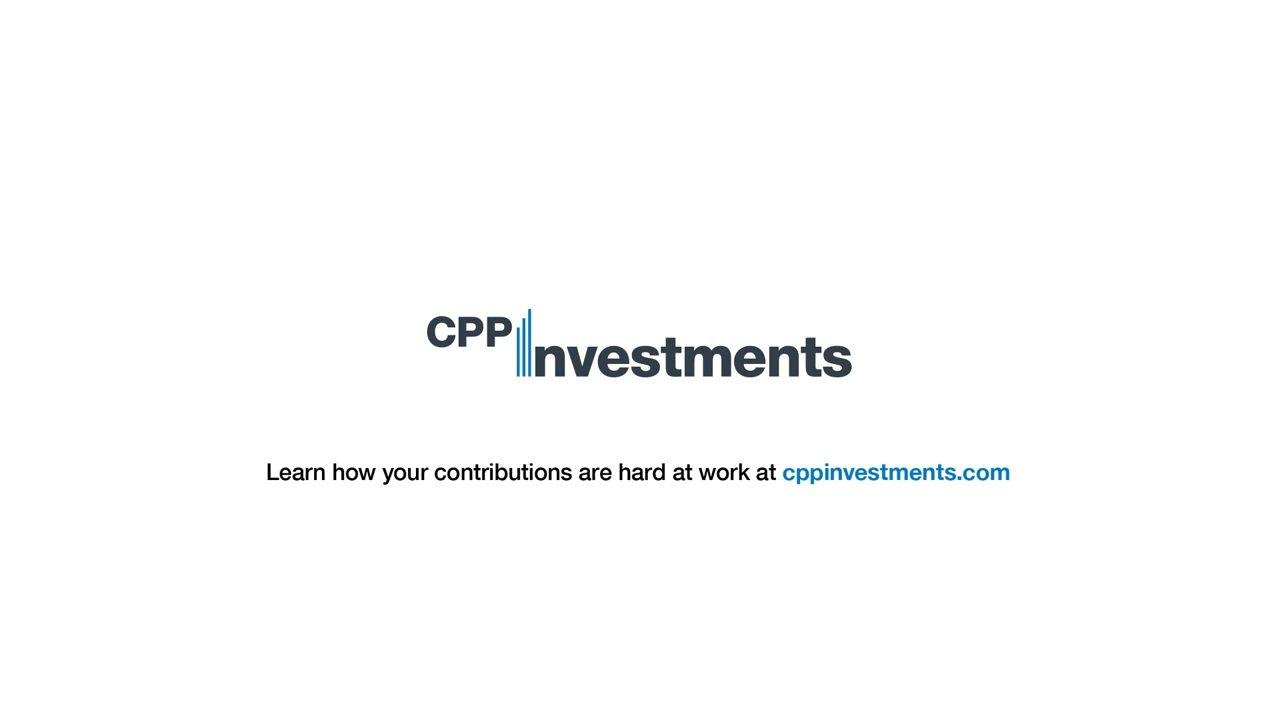 CPP Investments
Learn how your contributions are hard at work at cppinvestments.com